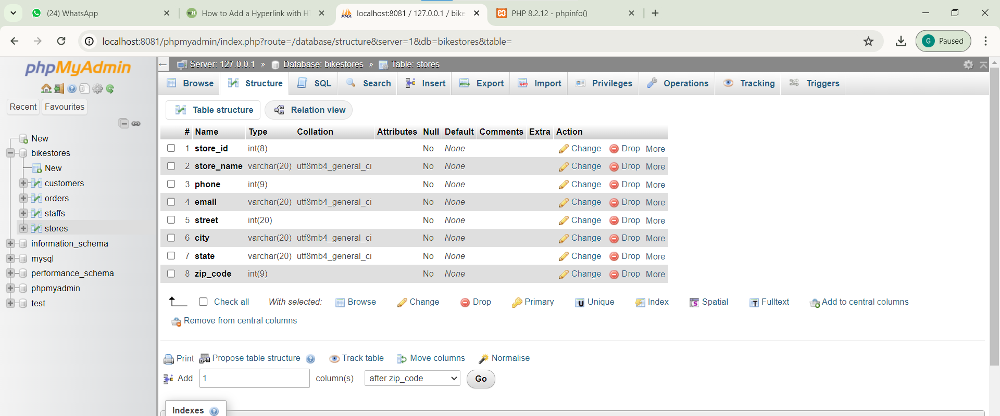 (24) WhatsApp
How to Add a Hyperlink with HT
localhost:8081 / 127.0.0.1 / bike
PHP 8.2.12 - phpinfo()
localhost:8081/phpmyadmin/index.php?route=/database/structure&server=1&db=bikestores&table=
G Paused
phpMyAdmin
Recent Favourites
New
bikestores
New
customers
orders
staffs
stores
information_schema
mysql
performance_schema
phpmyadmin
test
Server: 127.0.0.1 » Database: bikestores » Table: stores
Browse Structure SQL Search Insert Export Import Privileges Operations Tracking Triggers
Table structure Relation view
# Name Type Collation Attributes Null Default Comments Extra Action
1 store_id int(8) No None Change Drop More
2 store_name varchar(20) utf8mb4_general_ci No None Change Drop More
3 phone int(9) No None Change Drop More
4 email varchar(20) utf8mb4_general_ci No None Change Drop More
5 street int(20) No None Change Drop More
6 city varchar(20) utf8mb4_general_ci No None Change Drop More
7 state varchar(20) utf8mb4_general_ci No None Change Drop More
8 zip_code int(9) No None Change Drop More
Check all With selected: Browse Change Drop Primary Unique Index Spatial Fulltext Add to central columns
Remove from central columns
Print Propose table structure Track table Move columns Normalise
Add 1 column(s) after zip_code Go
Indexes